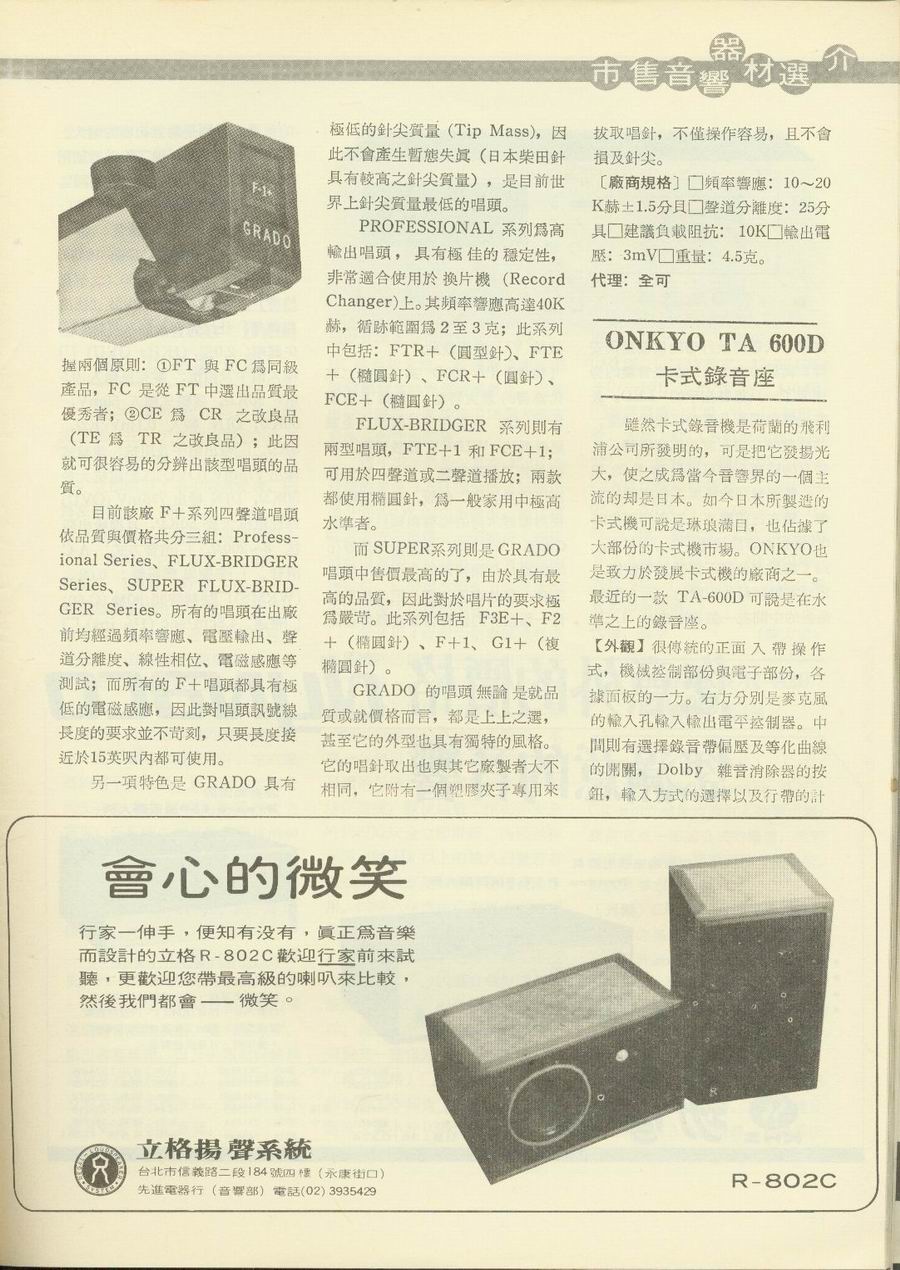 市售音響器材選介
F-1+
GRADO
握兩個原則：①FT 與 FC爲同級
產品，FC 是從 FT中選出品質最
優秀者；②CE 爲 CR 之改良品
（TE 爲 TR 之改良品）；此因
就可很容易的分辨出該型唱頭的品
質。
目前該廠 F＋系列四聲道唱頭
依品質與價格共分三組：Profess-
ional Series、FLUX-BRIDGER
Series、SUPER FLUX-BRID-
GER Series。所有的唱頭在出廠
前均經過頻率響應、電壓輸出、聲
道分離度、線性相位、電磁感應等
測試；而所有的 F＋唱頭都具有極
低的電磁感應，因此對唱頭訊號線
長度的要求並不苛刻，只要長度接
近於15英呎內都可使用。
另一項特色是 GRADO 具有
極低的針尖質量 (Tip Mass)，因
此不會產生暫態失眞（日本柴田針
具有較高之針尖質量），是目前世
界上針尖質量最低的唱頭。
PROFESSIONAL 系列爲高
輸出唱頭，具有極佳的穩定性，
非常適合使用於換片機 (Record
Changer)上。其頻率響應高達40K
赫，循跡範圍爲2至3克；此系列
中包括：FTR＋（圓型針）、FTE
＋（橢圓針）、FCR＋（圓針）、
FCE＋（橢圓針）。
FLUX-BRIDGER 系列則有
兩型唱頭，FTE＋1 和FCE＋1；
可用於四聲道或二聲道播放；兩款
都使用橢圓針，爲一般家用中極高
水準者。
而SUPER系列則是GRADO
唱頭中售價最高的了，由於具有最
高的品質，因此對於唱片的要求極
爲嚴苛。此系列包括 F3E＋、F2
＋（橢圓針）、F＋1、G1＋（複
橢圓針）。
GRADO 的唱頭無論是就品
質或就價格而言，都是上上之選，
甚至它的外型也具有獨特的風格。
它的唱針取出也與其它廠製者大不
相同，它附有一個塑膠夾子專用來
拔取唱針，不僅操作容易，且不會
損及針尖。
〔廠商規格〕□頻率響應：10～20
K赫±1.5分貝□聲道分離度：25分
具□建議負載阻抗：10K□輸出電
壓：3mV□重量：4.5克。
代理：全可
ONKYO TA 600D
卡式錄音座
雖然卡式錄音機是荷蘭的飛利
浦公司所發明的，可是把它發揚光
大，使之成爲當今音響界的一個主
流的却是日本。如今日本所製造的
卡式機可說是琳琅滿目，也佔據了
大部份的卡式機市場。ONKYO也
是致力於發展卡式機的廠商之一。
最近的一款 TA-600D可說是在水
準之上的錄音座。
【外觀】很傳統的正面入帶操作
式，機械控制部份與電子部份，各
據面板的一方。右方分別是麥克風
的輸入孔輸入輸出電平控制器。中
間則有選擇錄音帶偏壓及等化曲線
的開關，Dolby 雜音消除器的按
鈕，輸入方式的選擇以及行帶的計
會心的微笑
行家一伸手，便知有没有，眞正爲音樂
而設計的立格R-802C歡迎行家前來試
聽，更歡迎您帶最高級的喇叭來比較，
然後我們都會——微笑。
立格揚聲系統
台北市信義路二段184號四樓（永康街口）
先進電器行（音響部）電話(02) 3935429
R-802C